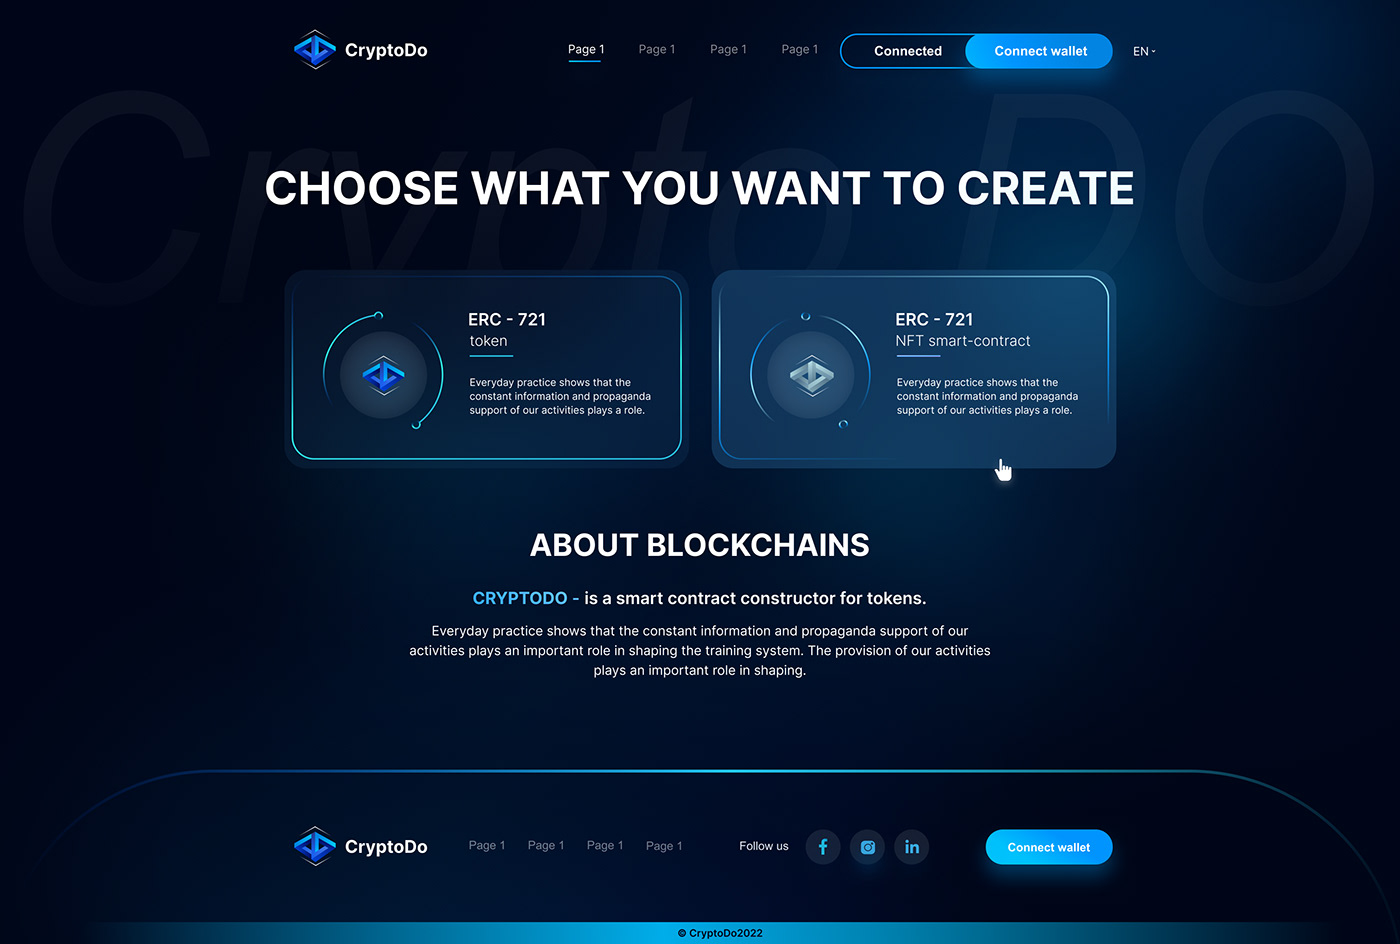 CryptoDo
Page 1
Page 1
Page 1
Page 1
Connected
Connect wallet
EN
Crypto DO
CHOOSE WHAT YOU WANT TO CREATE
ERC - 721
token
Everyday practice shows that the
constant information and propaganda
support of our activities plays a role.
ERC - 721
NFT smart-contract
Everyday practice shows that the
constant information and propaganda
support of our activities plays a role.
ABOUT BLOCKCHAINS
CRYPTODO - is a smart contract constructor for tokens.
Everyday practice shows that the constant information and propaganda support of our
activities plays an important role in shaping the training system. The provision of our activities
plays an important role in shaping.
CryptoDo
Page 1
Page 1
Page 1
Page 1
Follow us
f
in
Connect wallet
© CryptoDo2022